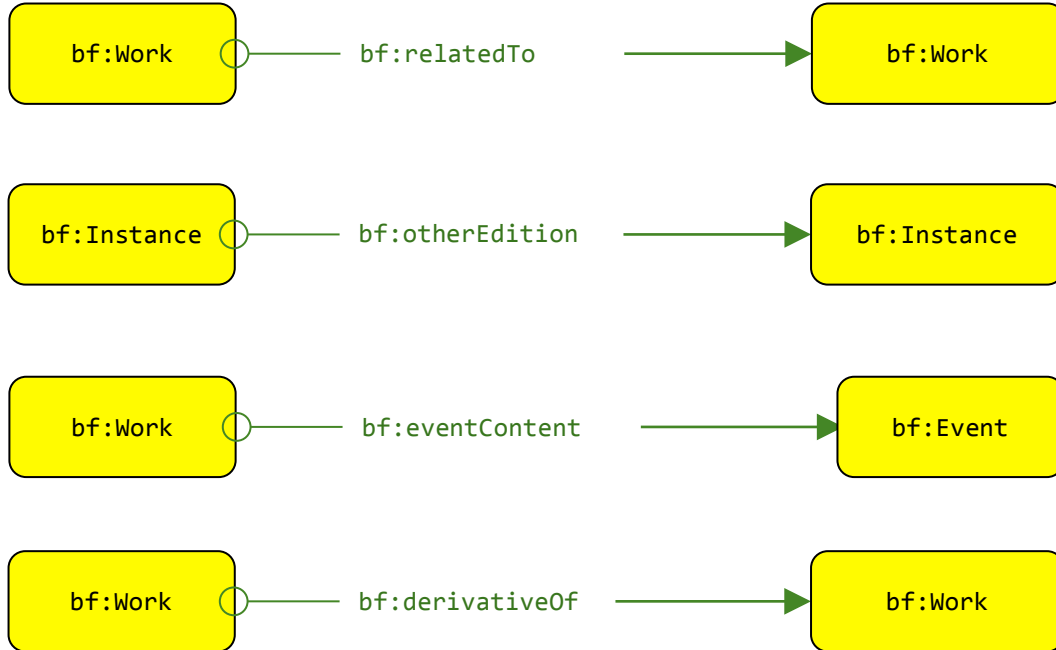 bf:Work bf:relatedTo bf:Work
bf:Instance bf:otherEdition bf:Instance
bf:Work bf:eventContent bf:Event
bf:Work bf:derivativeOf bf:Work